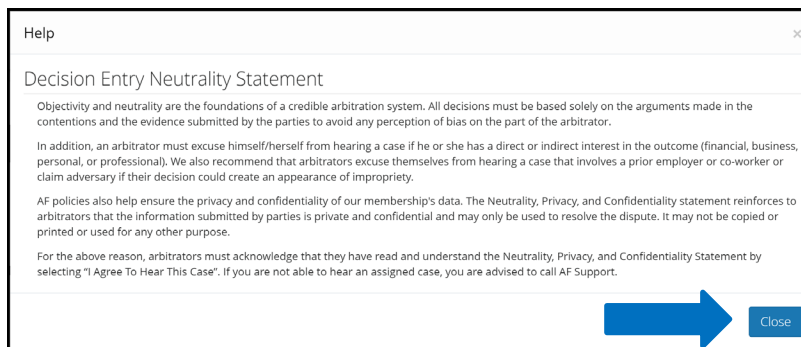 Help ×
Decision Entry Neutrality Statement
Objectivity and neutrality are the foundations of a credible arbitration system. All decisions must be based solely on the arguments made in the
contentions and the evidence submitted by the parties to avoid any perception of bias on the part of the arbitrator.
In addition, an arbitrator must excuse himself/herself from hearing a case if he or she has a direct or indirect interest in the outcome (financial, business,
personal, or professional). We also recommend that arbitrators excuse themselves from hearing a case that involves a prior employer or co-worker or
claim adversary if their decision could create an appearance of impropriety.
AF policies also help ensure the privacy and confidentiality of our membership's data. The Neutrality, Privacy, and Confidentiality statement reinforces to
arbitrators that the information submitted by parties is private and confidential and may only be used to resolve the dispute. It may not be copied or
printed or used for any other purpose.
For the above reason, arbitrators must acknowledge that they have read and understand the Neutrality, Privacy, and Confidentiality Statement by
selecting “I Agree To Hear This Case”. If you are not able to hear an assigned case, you are advised to call AF Support.
Close